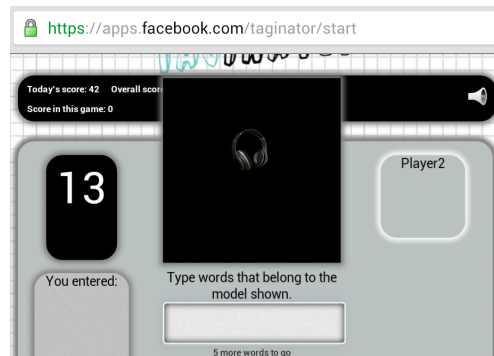 https://apps.facebook.com/taginator/start
Today's score: 42 Overall scor
Score in this game: 0
13
Player2
You entered:
Type words that belong to the
model shown.
5 more words to go